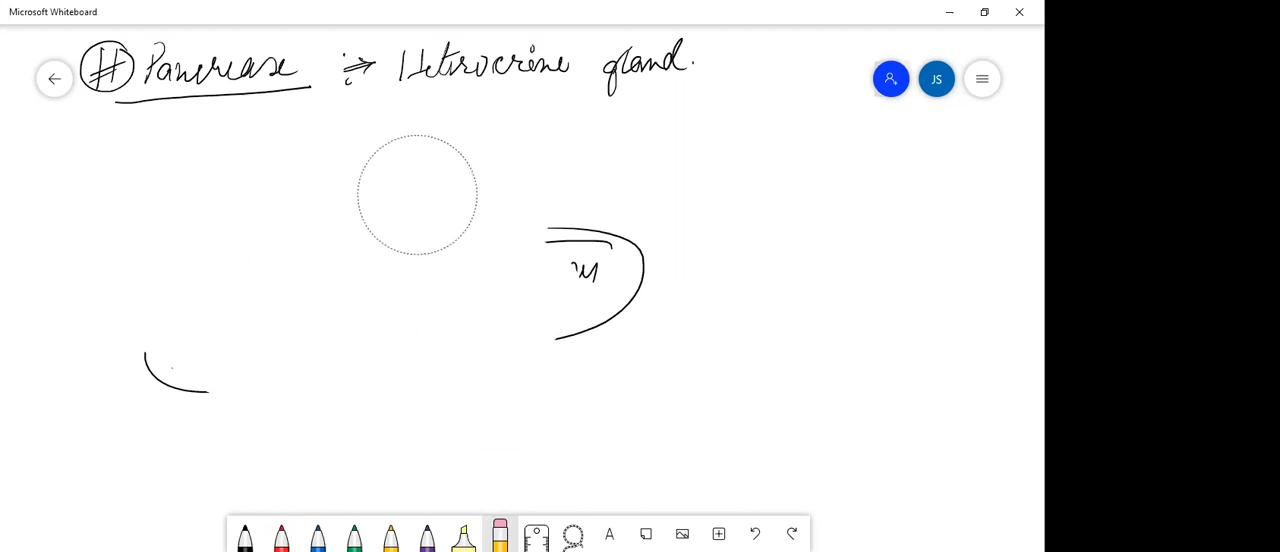 Microsoft Whiteboard
# Pancrease ⇒ Hetrocrine gland.
JS
A